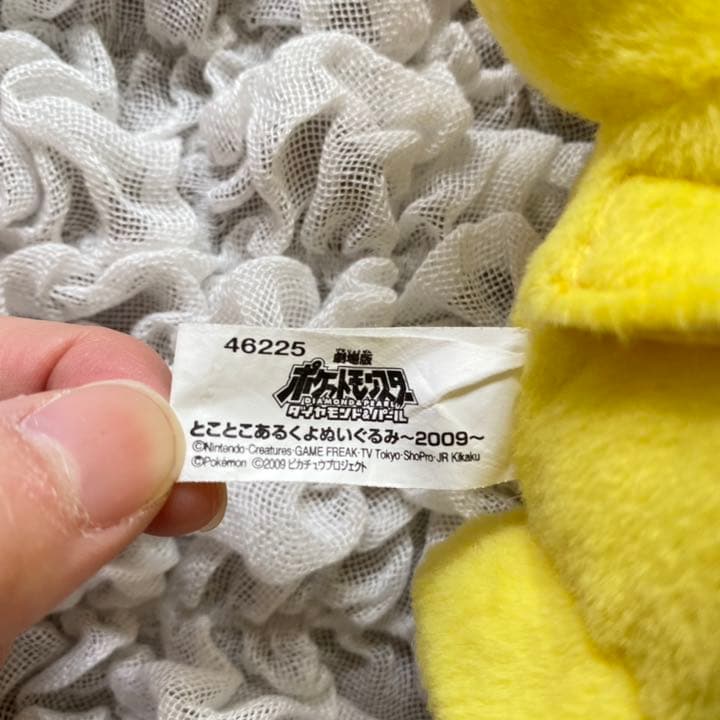 46225
劇場版
ポケットモンスター
DIAMOND&PEARL
ダイヤモンド&パール
とことこあるくよぬいぐるみ～2009～
©Nintendo･Creatures･GAME FREAK･TV Tokyo･ShoPro･JR Kikaku
©Pokémon ©2009 ピカチュウプロジェクト